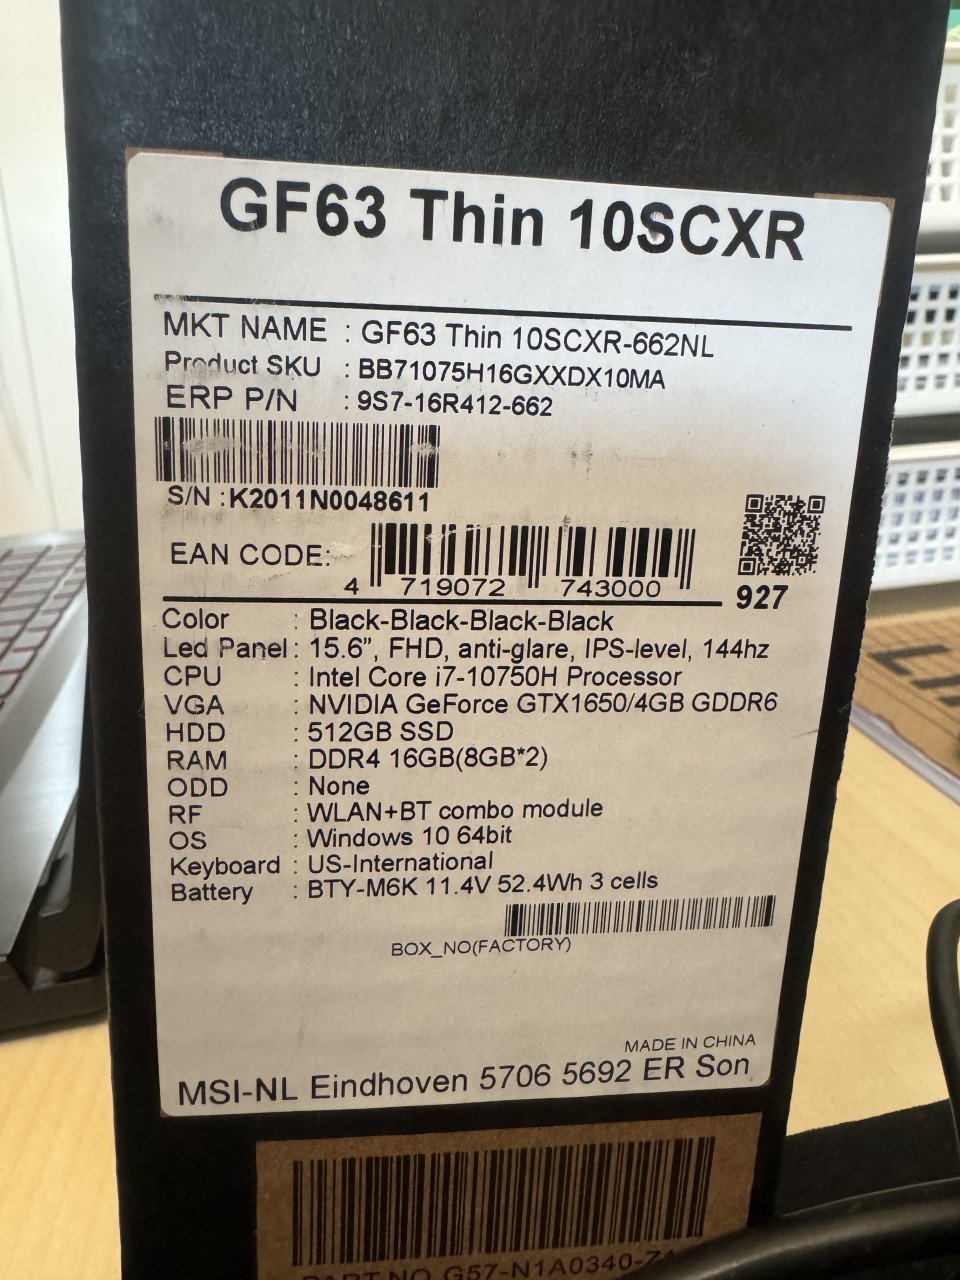 GF63 Thin 10SCXR
MKT NAME : GF63 Thin 10SCXR-662NL
Product SKU : BB71075H16GXXDX10MA
ERP P/N : 9S7-16R412-662
S/N : K2011N0048611
EAN CODE:
4 719072 743000
927
Color : Black-Black-Black-Black
Led Panel : 15.6”, FHD, anti-glare, IPS-level, 144hz
CPU : Intel Core i7-10750H Processor
VGA : NVIDIA GeForce GTX1650/4GB GDDR6
HDD : 512GB SSD
RAM : DDR4 16GB(8GB*2)
ODD : None
RF : WLAN+BT combo module
OS : Windows 10 64bit
Keyboard : US-International
Battery : BTY-M6K 11.4V 52.4Wh 3 cells
BOX_NO(FACTORY)
MADE IN CHINA
MSI-NL Eindhoven 5706 5692 ER Son
PART NO G57-N1A0340-